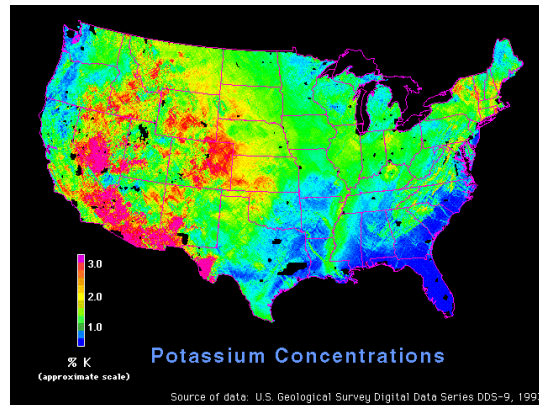 3.0
2.0
1.0
% K
(approximate scale)
Potassium Concentrations
Source of data: U.S. Geological Survey Digital Data Series DDS-9, 1993